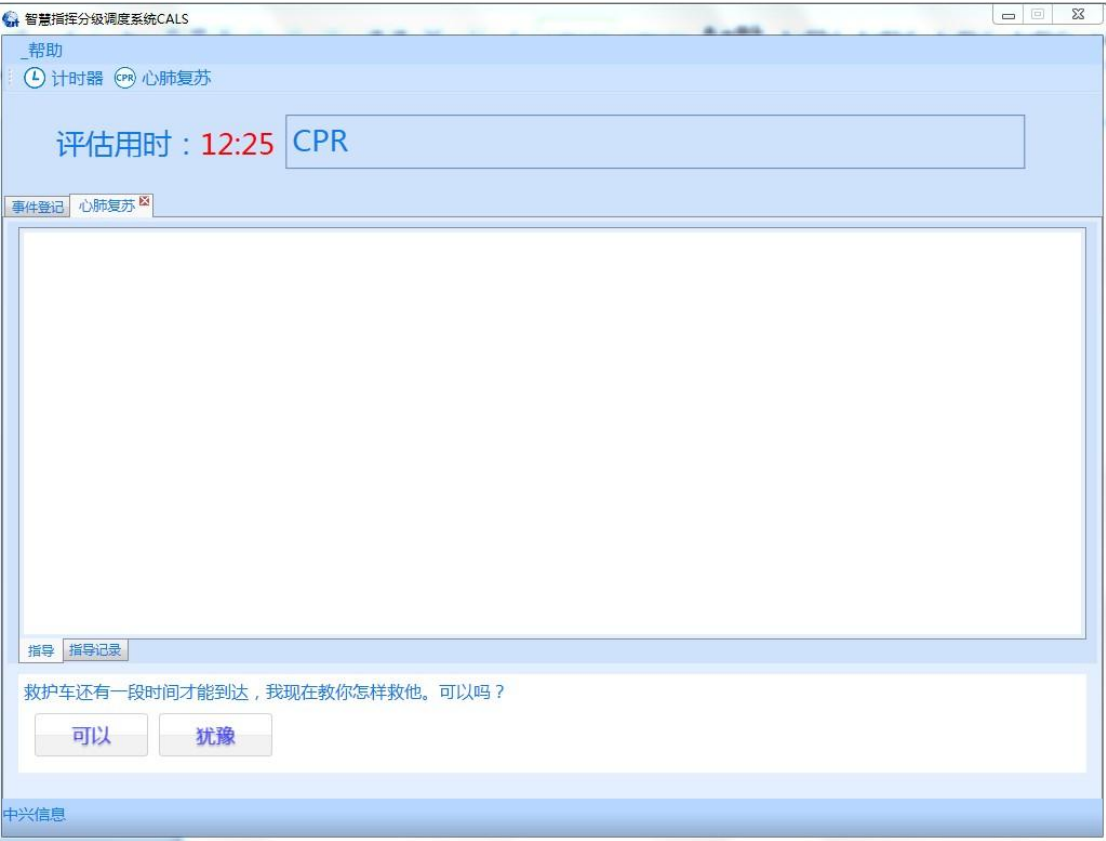 智慧指挥分级调度系统CALS
_帮助
计时器 CPR 心肺复苏
评估用时：12:25 CPR
事件登记 心肺复苏
指导 指导记录
救护车还有一段时间才能到达，我现在教你怎样救他。可以吗？
可以 犹豫
中兴信息